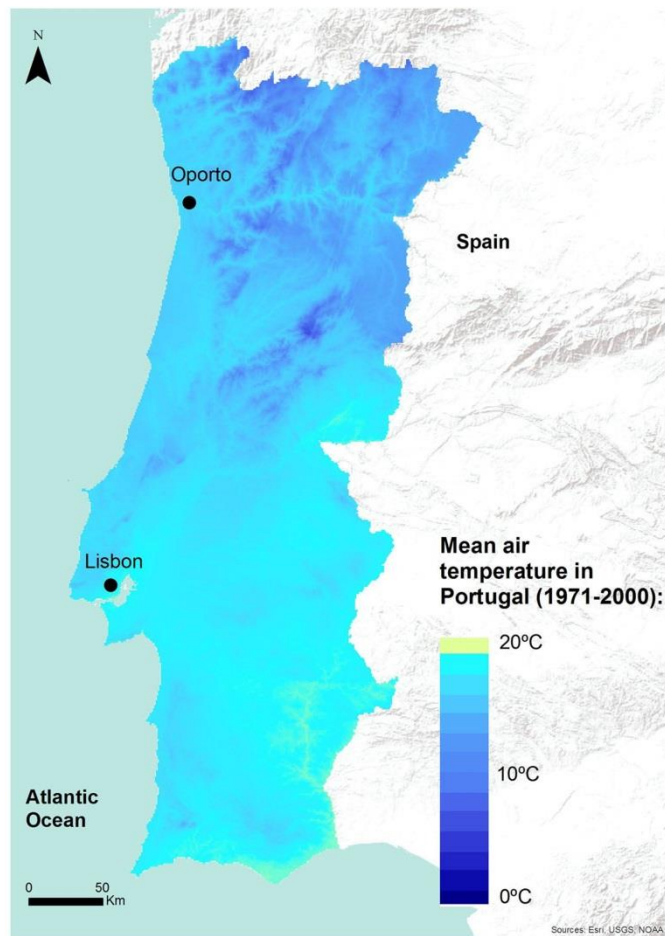 N
Oporto
Spain
Lisbon
Mean air
temperature in
Portugal (1971-2000):
20ºC
10ºC
0ºC
Atlantic
Ocean
0 50
Km
Sources: Esri, USGS, NOAA